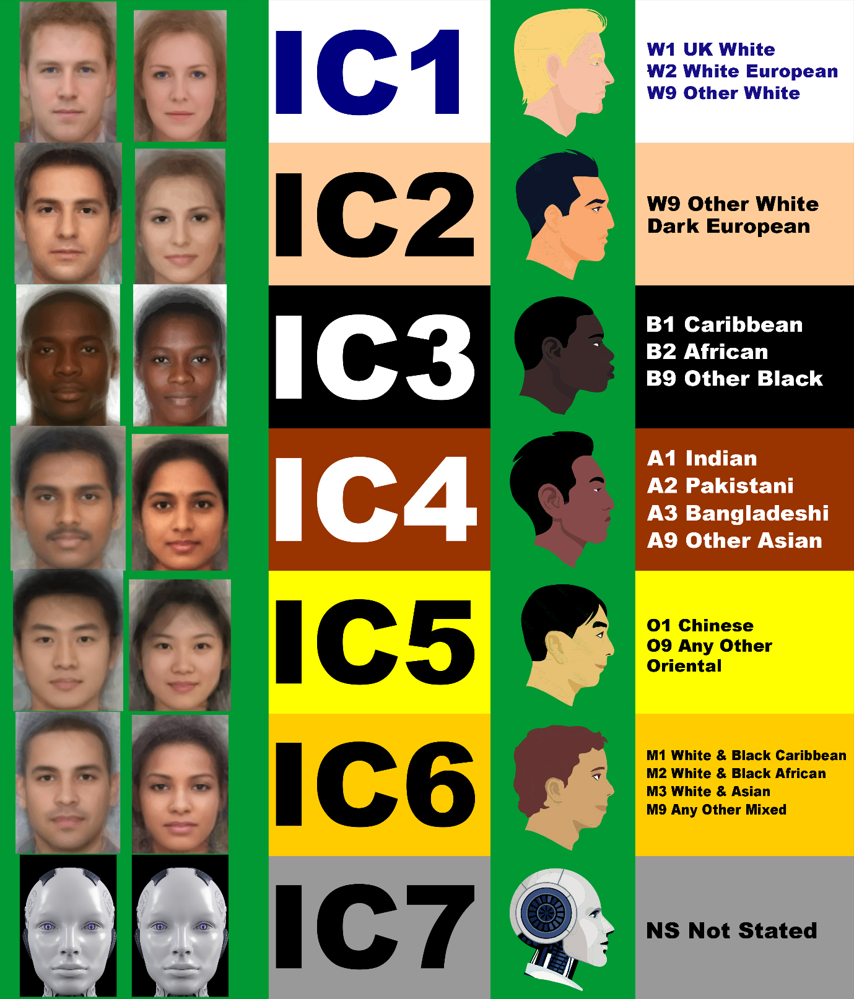 IC1
W1 UK White
W2 White European
W9 Other White
IC2
W9 Other White
Dark European
IC3
B1 Caribbean
B2 African
B9 Other Black
IC4
A1 Indian
A2 Pakistani
A3 Bangladeshi
A9 Other Asian
IC5
O1 Chinese
O9 Any Other
Oriental
IC6
M1 White & Black Caribbean
M2 White & Black African
M3 White & Asian
M9 Any Other Mixed
IC7
NS Not Stated